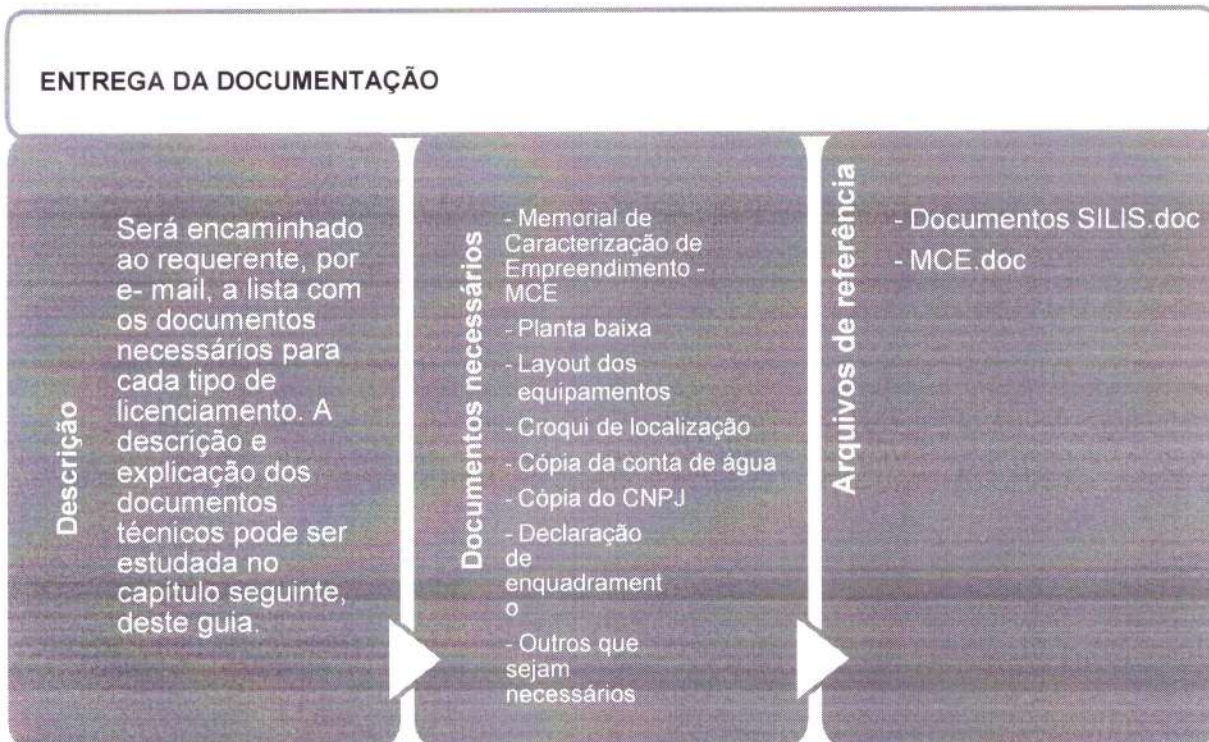 ENTREGA DA DOCUMENTAÇÃO
Descrição
Será encaminhado
ao requerente, por
e- mail, a lista com
os documentos
necessários para
cada tipo de
licenciamento. A
descrição e
explicação dos
documentos
técnicos pode ser
estudada no
capítulo seguinte,
deste guia.
Documentos necessários
- Memorial de
Caracterização de
Empreendimento -
MCE
- Planta baixa
- Layout dos
equipamentos
- Croqui de localização
- Cópia da conta de água
- Cópia do CNPJ
- Declaração
de
enquadrament
o
- Outros que
sejam
necessários
Arquivos de referência
- Documentos SILIS.doc
- MCE.doc